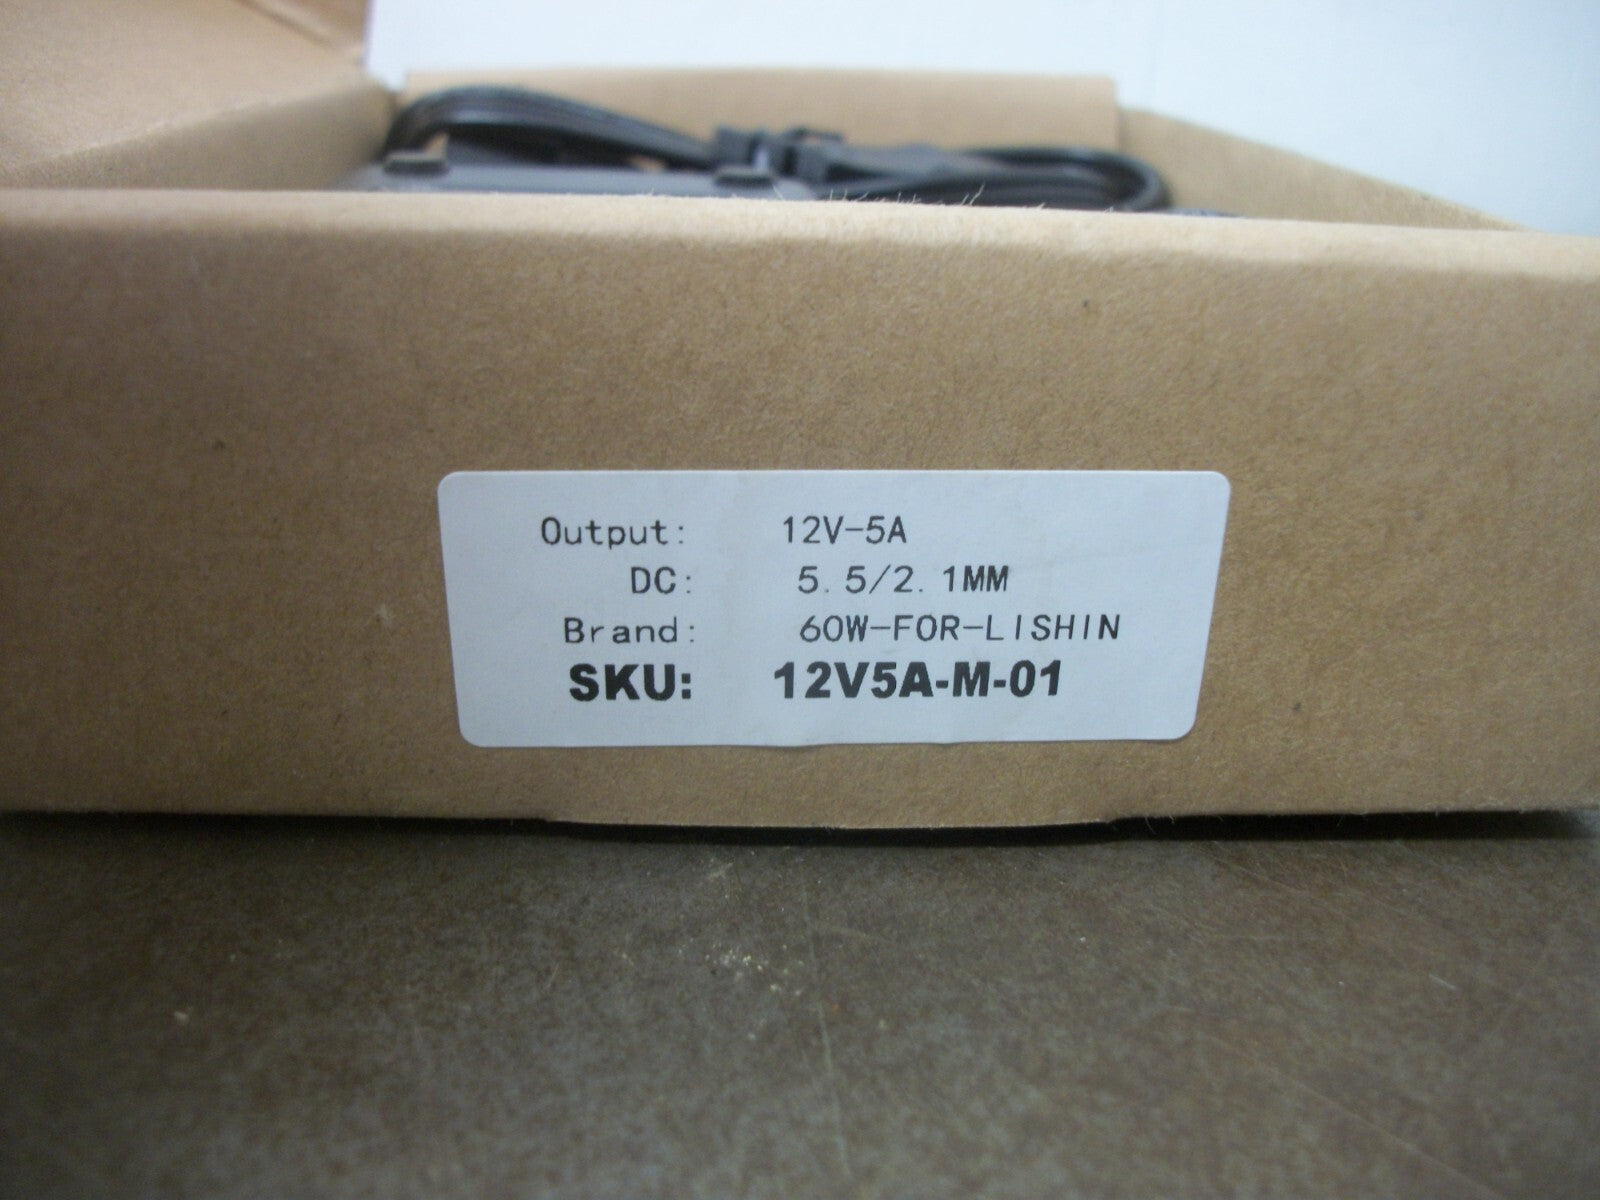 Output: 12V-5A
DC: 5.5/2.1MM
Brand: 60W-FOR-LISHIN
SKU: 12V5A-M-01